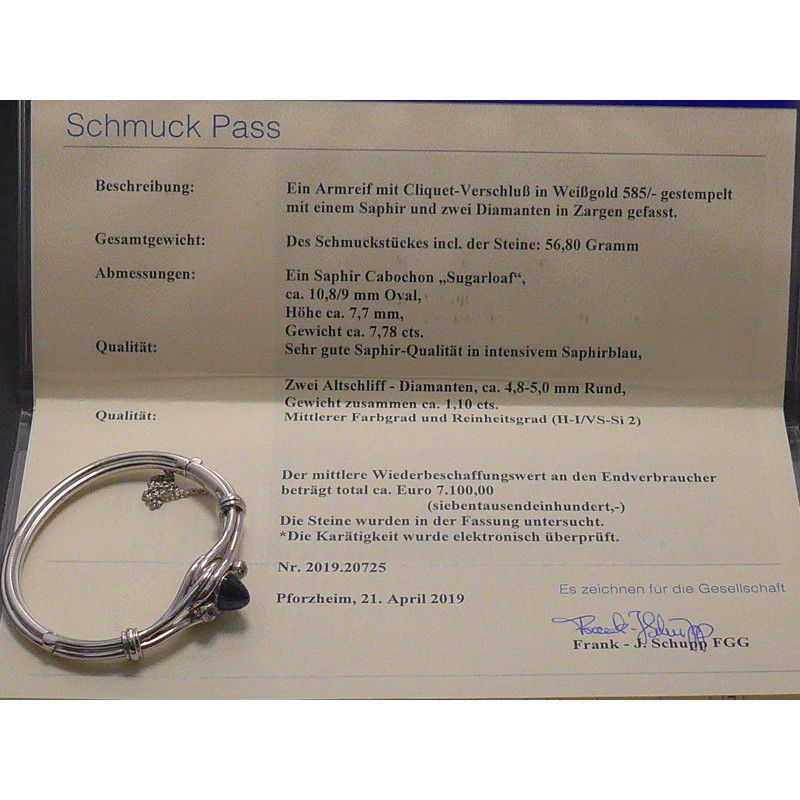 Schmuck Pass
Beschreibung: Ein Armreif mit Cliquet-Verschluß in Weißgold 585/- gestempelt
mit einem Saphir und zwei Diamanten in Zargen gefasst.
Gesamtgewicht: Des Schmuckstückes incl. der Steine: 56,80 Gramm
Abmessungen: Ein Saphir Cabochon „Sugarloaf“,
ca. 10,8/9 mm Oval,
Höhe ca. 7,7 mm,
Gewicht ca. 7,78 cts.
Qualität: Sehr gute Saphir-Qualität in intensivem Saphirblau,
Zwei Altschliff - Diamanten, ca. 4,8-5,0 mm Rund,
Gewicht zusammen ca. 1,10 cts.
Qualität: Mittlerer Farbgrad und Reinheitsgrad (H-I/VS-Si 2)
Der mittlere Wiederbeschaffungswert an den Endverbraucher
beträgt total ca. Euro 7.100,00
(siebentausendeinhundert,-)
Die Steine wurden in der Fassung untersucht.
*Die Karätigkeit wurde elektronisch überprüft.
Nr. 2019.20725
Pforzheim, 21. April 2019
Es zeichnen für die Gesellschaft
Frank - J. Schupp
Frank - J. Schupp FGG